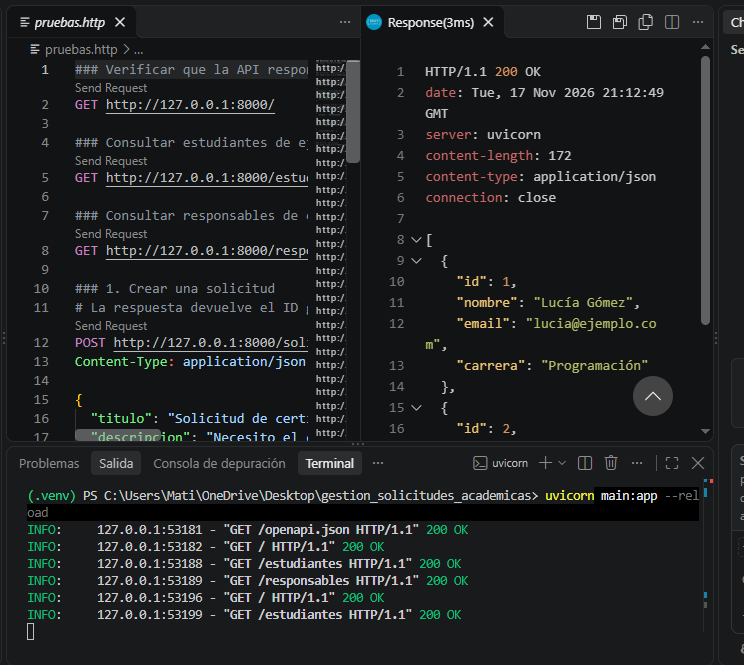 pruebas.http
Response(3ms)
Ch
pruebas.http > ...
Se
1 ### Verificar que la API respon
Send Request
2 GET http://127.0.0.1:8000/
3
4 ### Consultar estudiantes de ej
Send Request
5 GET http://127.0.0.1:8000/estud
6
7 ### Consultar responsables de e
Send Request
8 GET http://127.0.0.1:8000/respo
9
10 ### 1. Crear una solicitud
11 # La respuesta devuelve el ID
Send Request
12 POST http://127.0.0.1:8000/soli
13 Content-Type: application/json
14
15 {
16 "titulo": "Solicitud de certi
17 "descripcion": "Necesito el
1 HTTP/1.1 200 OK
2 date: Tue, 17 Nov 2026 21:12:49
GMT
3 server: uvicorn
4 content-length: 172
5 content-type: application/json
6 connection: close
7
8 [
9 {
10 "id": 1,
11 "nombre": "Lucía Gómez",
12 "email": "lucia@ejemplo.co
m",
13 "carrera": "Programación"
14 },
15 {
16 "id": 2,
Problemas Salida Consola de depuración Terminal ... uvicorn
(.venv) PS C:\Users\Mati\OneDrive\Desktop\gestion_solicitudes_academicas> uvicorn main:app --rel
oad
INFO: 127.0.0.1:53181 - "GET /openapi.json HTTP/1.1" 200 OK
INFO: 127.0.0.1:53182 - "GET / HTTP/1.1" 200 OK
INFO: 127.0.0.1:53188 - "GET /estudiantes HTTP/1.1" 200 OK
INFO: 127.0.0.1:53189 - "GET /responsables HTTP/1.1" 200 OK
INFO: 127.0.0.1:53196 - "GET / HTTP/1.1" 200 OK
INFO: 127.0.0.1:53199 - "GET /estudiantes HTTP/1.1" 200 OK